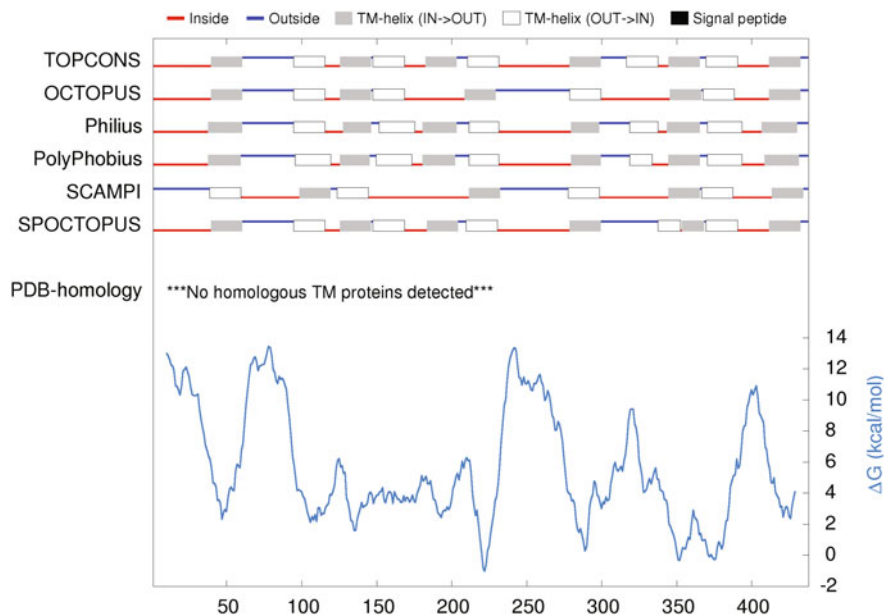 Inside Outside TM-helix (IN->OUT) TM-helix (OUT->IN) Signal peptide
TOPCONS
OCTOPUS
Philius
PolyPhobius
SCAMPI
SPOCTOPUS
PDB-homology ***No homologous TM proteins detected***
14
12
10
8
6
4
2
0
-2
ΔG (kcal/mol)
50 100 150 200 250 300 350 400